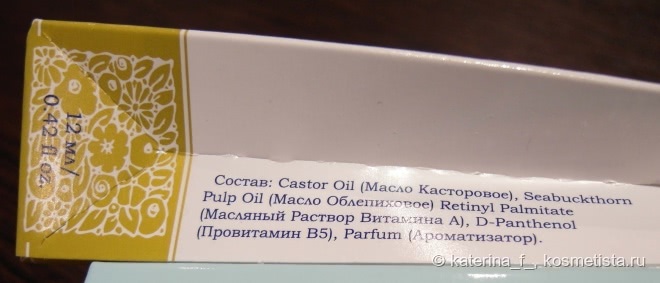 12 мл/
0.42 fl oz.
Состав: Castor Oil (Масло Касторовое), Seabuckthorn
Pulp Oil (Масло Облепиховое) Retinyl Palmitate
(Масляный Раствор Витамина А), D-Panthenol
(Провитамин В5), Parfum (Ароматизатор).
© katerina_f_, kosmetista.ru